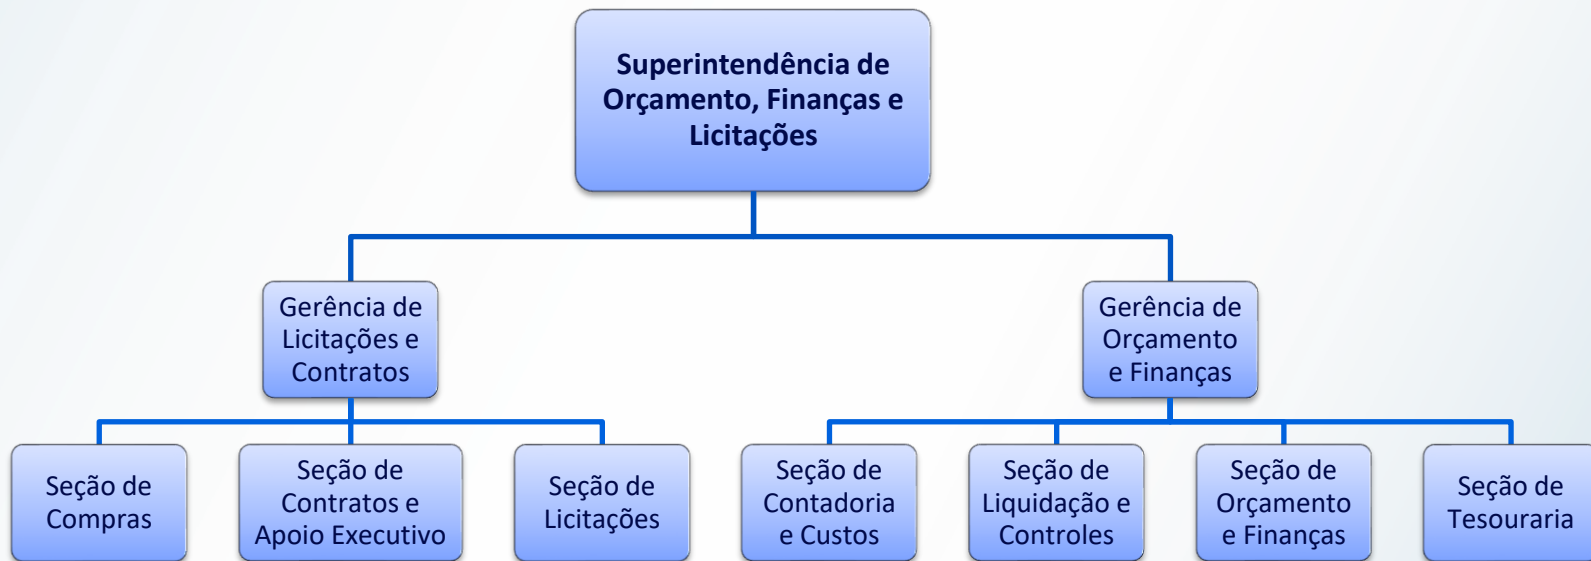 Superintendência de
Orçamento, Finanças e
Licitações
Gerência de
Licitações e
Contratos
Gerência de
Orçamento
e Finanças
Seção de
Compras
Seção de
Contratos e
Apoio Executivo
Seção de
Licitações
Seção de
Contadoria
e Custos
Seção de
Liquidação e
Controles
Seção de
Orçamento
e Finanças
Seção de
Tesouraria